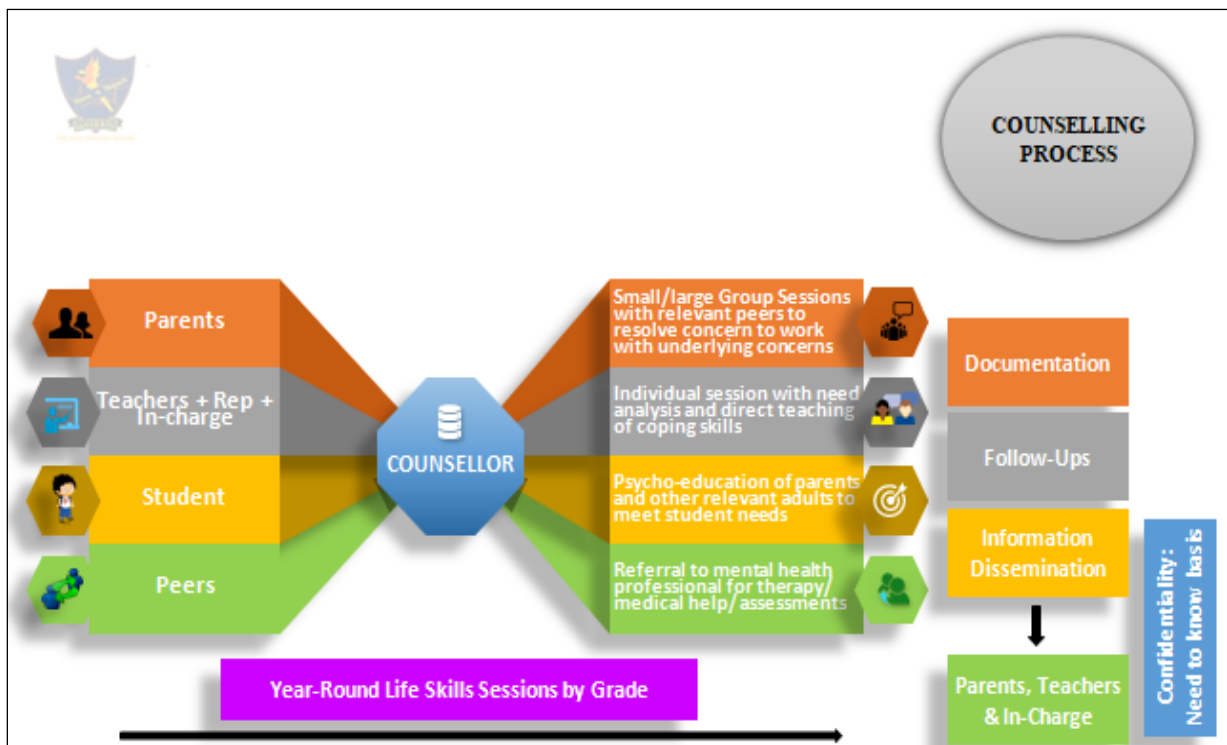 COUNSELLING
PROCESS
Parents
Teachers + Rep +
In-charge
Student
Peers
COUNSELLOR
Small/large Group Sessions
with relevant peers to
resolve concern to work
with underlying concerns
Individual session with need
analysis and direct teaching
of coping skills
Psycho-education of parents
and other relevant adults to
meet student needs
Referral to mental health
professional for therapy/
medical help/ assessments
Documentation
Follow-Ups
Information
Dissemination
Parents, Teachers
& In-Charge
Confidentiality:
Need to know basis
Year-Round Life Skills Sessions by Grade